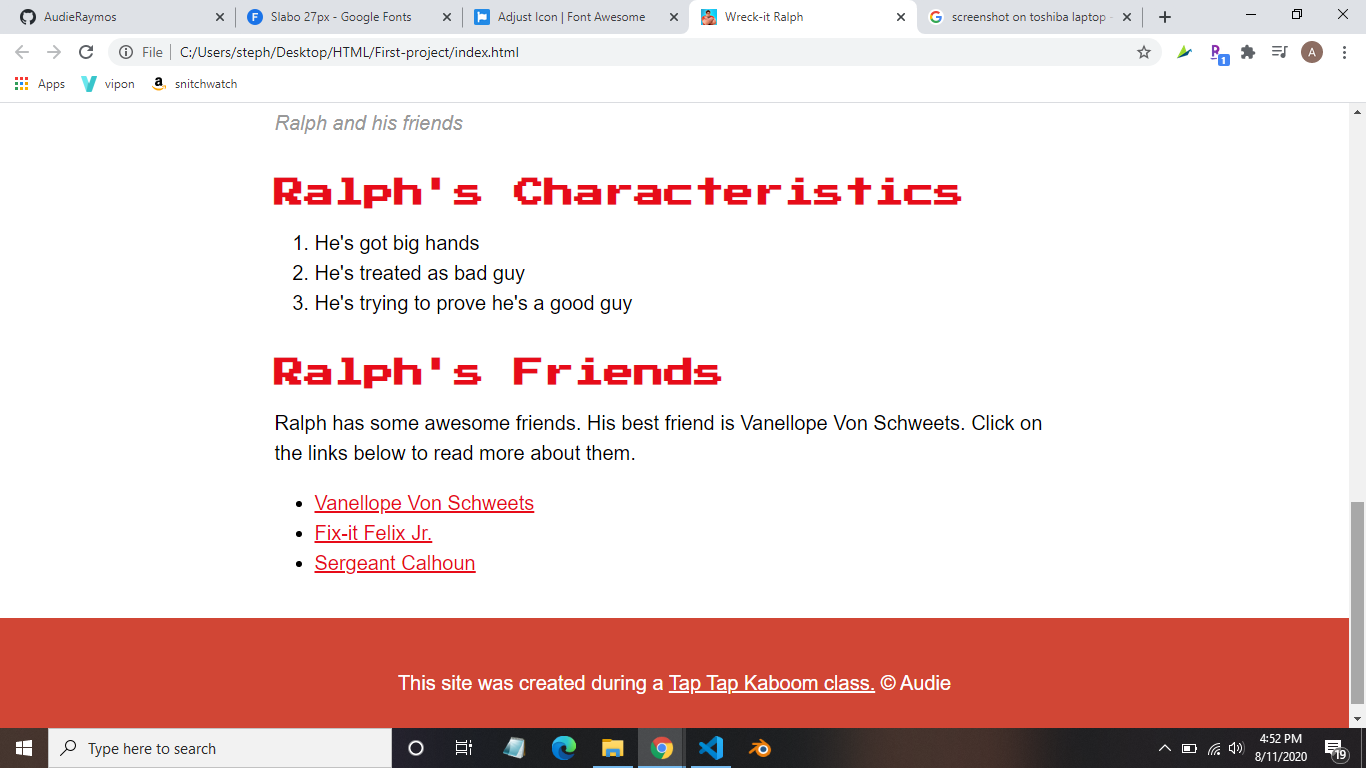 AudieRaymos
Slabo 27px - Google Fonts
Adjust Icon | Font Awesome
Wreck-it Ralph
screenshot on toshiba laptop -
File
C:/Users/steph/Desktop/HTML/First-project/index.html
R
1
A
Apps
vipon
snitchwatch
Ralph and his friends
Ralph's Characteristics
1. He's got big hands
2. He's treated as bad guy
3. He's trying to prove he's a good guy
Ralph's Friends
Ralph has some awesome friends. His best friend is Vanellope Von Schweets. Click on
the links below to read more about them.
• Vanellope Von Schweets
• Fix-it Felix Jr.
• Sergeant Calhoun
This site was created during a Tap Tap Kaboom class. © Audie
Type here to search
4:52 PM
8/11/2020
19